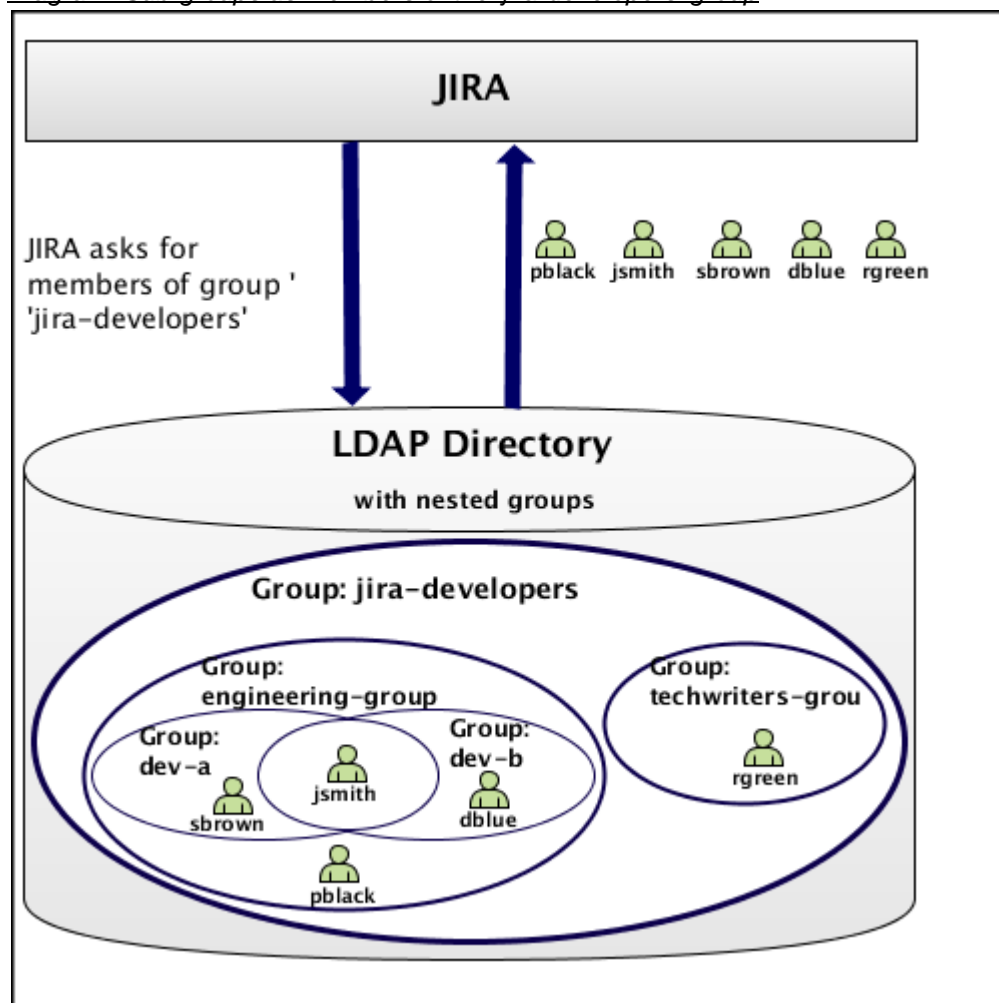 JIRA
JIRA asks for
members of group '
'jira-developers'
pblack jsmith sbrown dblue rgreen
LDAP Directory
with nested groups
Group: jira-developers
Group:
engineering-group
Group:
techwriters-grou
Group:
dev-a
Group:
dev-b
jsmith
sbrown
dblue
rgreen
pblack